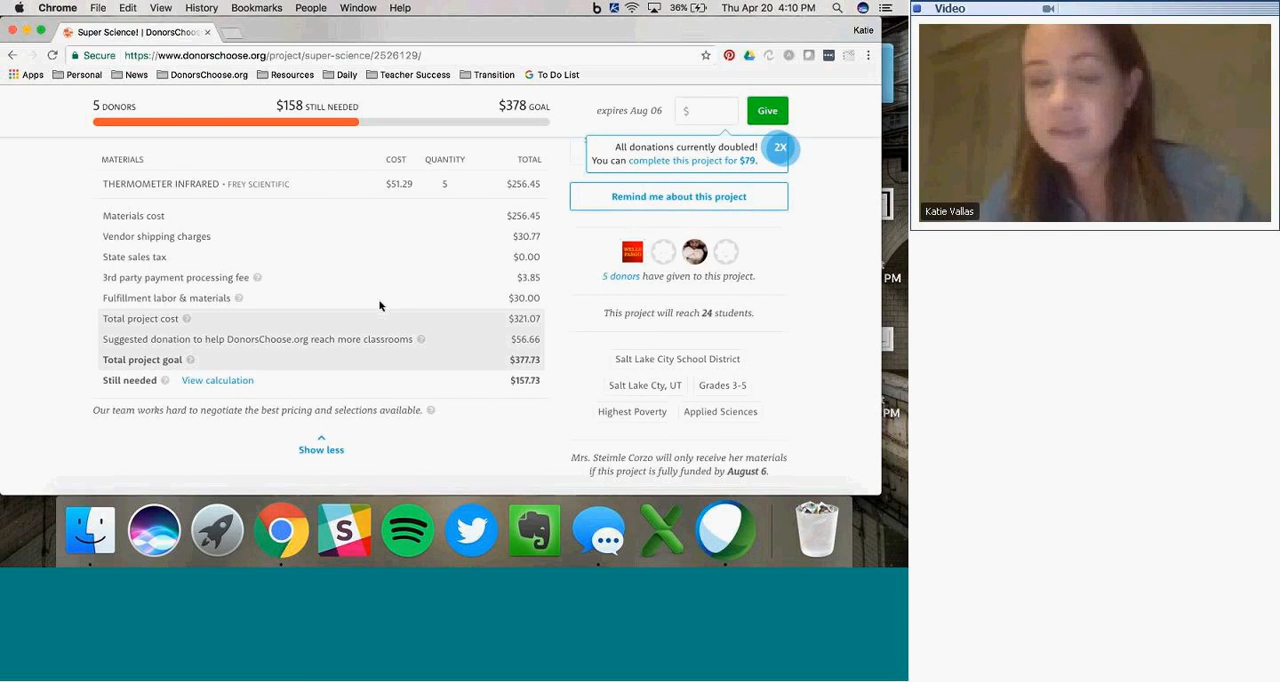 Chrome File Edit View History Bookmarks People Window Help
36% Thu Apr 20 4:10 PM
Video
Super Science! | DonorsChoose
Katie
Secure https://www.donorschoose.org/project/super-science/2526129/
Apps Personal News DonorsChoose.org Resources Daily Teacher Success Transition To Do List
5 DONORS $158 STILL NEEDED $378 GOAL
expires Aug 06 $ Give
All donations currently doubled!
You can complete this project for $79.
2X
MATERIALS COST QUANTITY TOTAL
THERMOMETER INFRARED • FREY SCIENTIFIC $51.29 5 $256.45
Materials cost $256.45
Vendor shipping charges $30.77
State sales tax $0.00
3rd party payment processing fee $3.85
Fulfillment labor & materials $30.00
Total project cost $321.07
Suggested donation to help DonorsChoose.org reach more classrooms $56.66
Total project goal $377.73
Still needed View calculation $157.73
Our team works hard to negotiate the best pricing and selections available.
Show less
Remind me about this project
WELLS FARGO
5 donors have given to this project.
This project will reach 24 students.
Salt Lake City School District
Salt Lake Cty, UT Grades 3-5
Highest Poverty Applied Sciences
Mrs. Steimle Corzo will only receive her materials
if this project is fully funded by August 6.
PM
PM
Katie Vallas